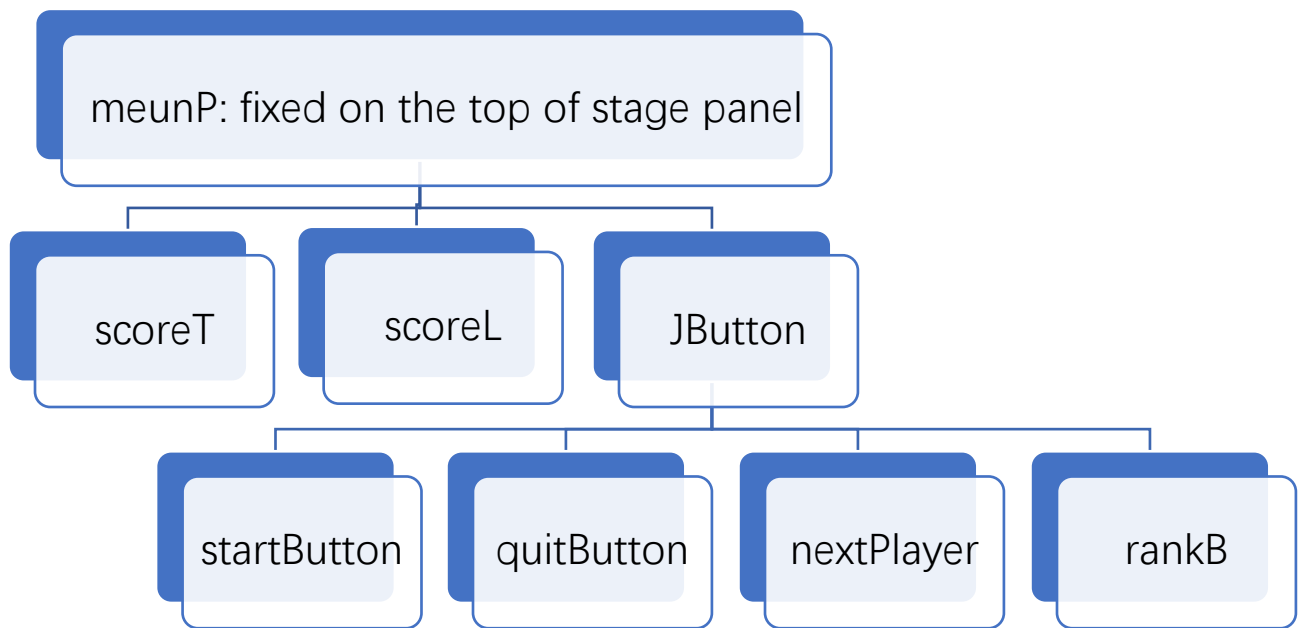 meunP: fixed on the top of stage panel
scoreT
scoreL
JButton
startButton
quitButton
nextPlayer
rankB